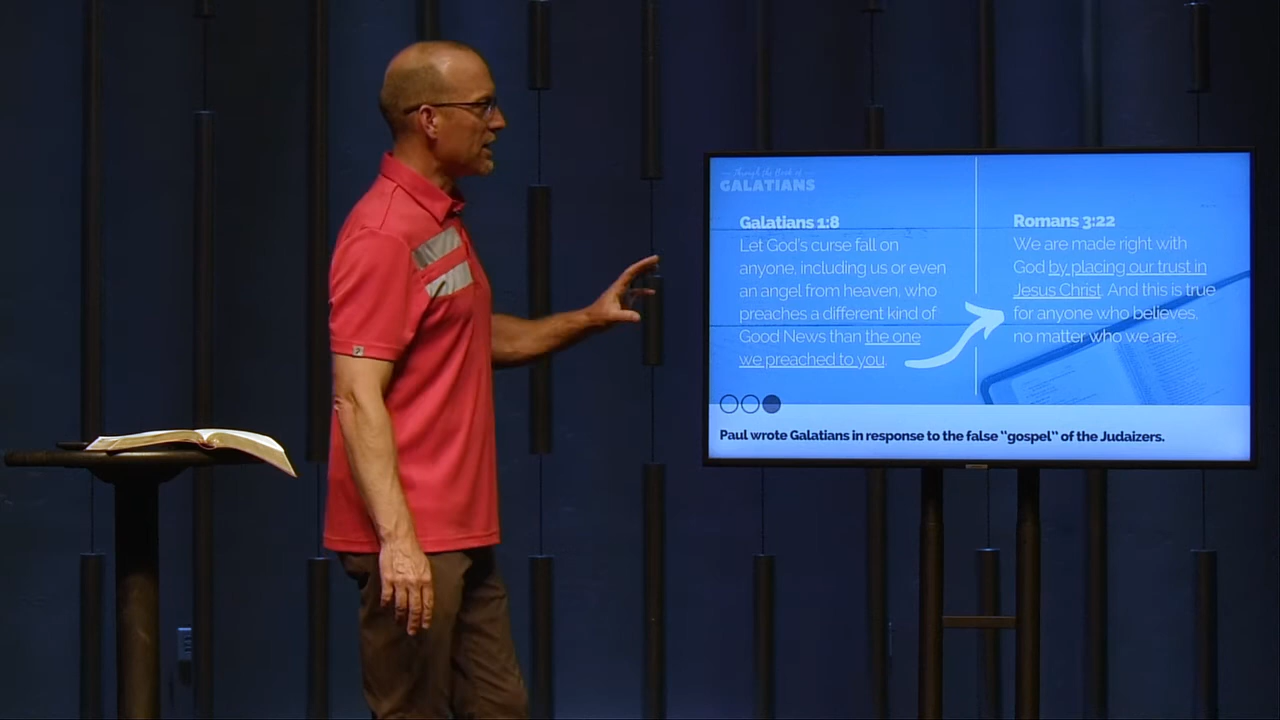 Through the Book of
GALATIANS
Galatians 1:8
Let God's curse fall on
anyone, including us or even
an angel from heaven, who
preaches a different kind of
Good News than the one
we preached to you.
Romans 3:22
We are made right with
God by placing our trust in
Jesus Christ. And this is true
for anyone who believes,
no matter who we are.
Paul wrote Galatians in response to the false "gospel" of the Judaizers.